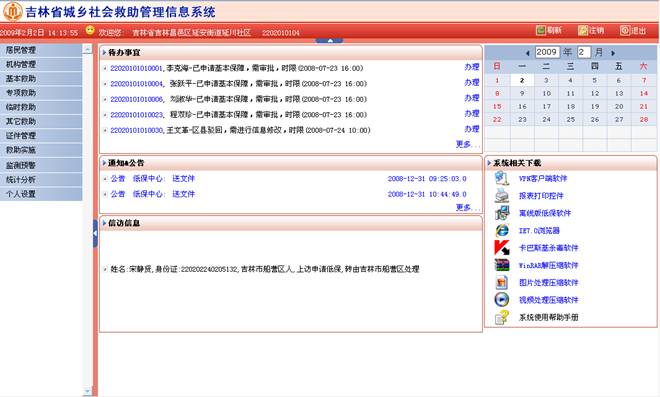 吉林省城乡社会救助管理信息系统
2009年2月2日 14:13:55 欢迎您: 吉林省吉林昌邑区延安街道延川社区 2202010104 刷新 注销 退出
居民管理
机构管理
基本救助
专项救助
临时救助
其它救助
证件管理
救助实施
监测预警
统计分析
个人设置
待办事宜
22020101010001,李克海-已申请基本保障,需审批,时限(2008-07-23 16:00) 办理
22020101010004, 张跃平-已申请基本保障,需审批,时限(2008-07-23 16:00) 办理
22020101010006, 刘淑华-已申请基本保障,需审批,时限(2008-07-23 16:00) 办理
22020101010023, 程双珍-已申请基本保障,需审批,时限(2008-07-23 16:00) 办理
22020101010030,王文革-区县驳回,需进行信息修改,时限(2008-07-24 10:00) 办理
更多...
通知&公告
公告 低保中心: 送文件 2008-12-31 09:25:03.0
公告 低保中心: 送文件 2008-12-31 10:44:49.0
更多...
信访信息
姓名:宋静贤,身份证:220202240205132,吉林市船营区人,上访申请低保,转由吉林市船营区处理
2009 年 2 月
日 一 二 三 四 五 六
1 2 3 4 5 6 7
8 9 10 11 12 13 14
15 16 17 18 19 20 21
22 23 24 25 26 27 28
系统相关下载
VPN客户端软件
报表打印控件
离线版低保软件
IE7.0浏览器
卡巴斯基杀毒软件
WinRAR解压缩软件
图片处理压缩软件
视频处理压缩软件
系统使用帮助手册